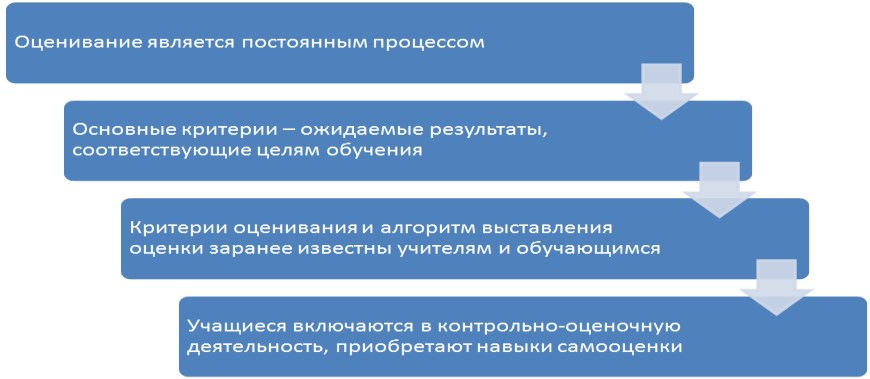 Оценивание является постоянным процессом
Основные критерии – ожидаемые результаты,
соответствующие целям обучения
Критерии оценивания и алгоритм выставления
оценки заранее известны учителям и обучающимся
Учащиеся включаются в контрольно-оценочную
деятельность, приобретают навыки самооценки